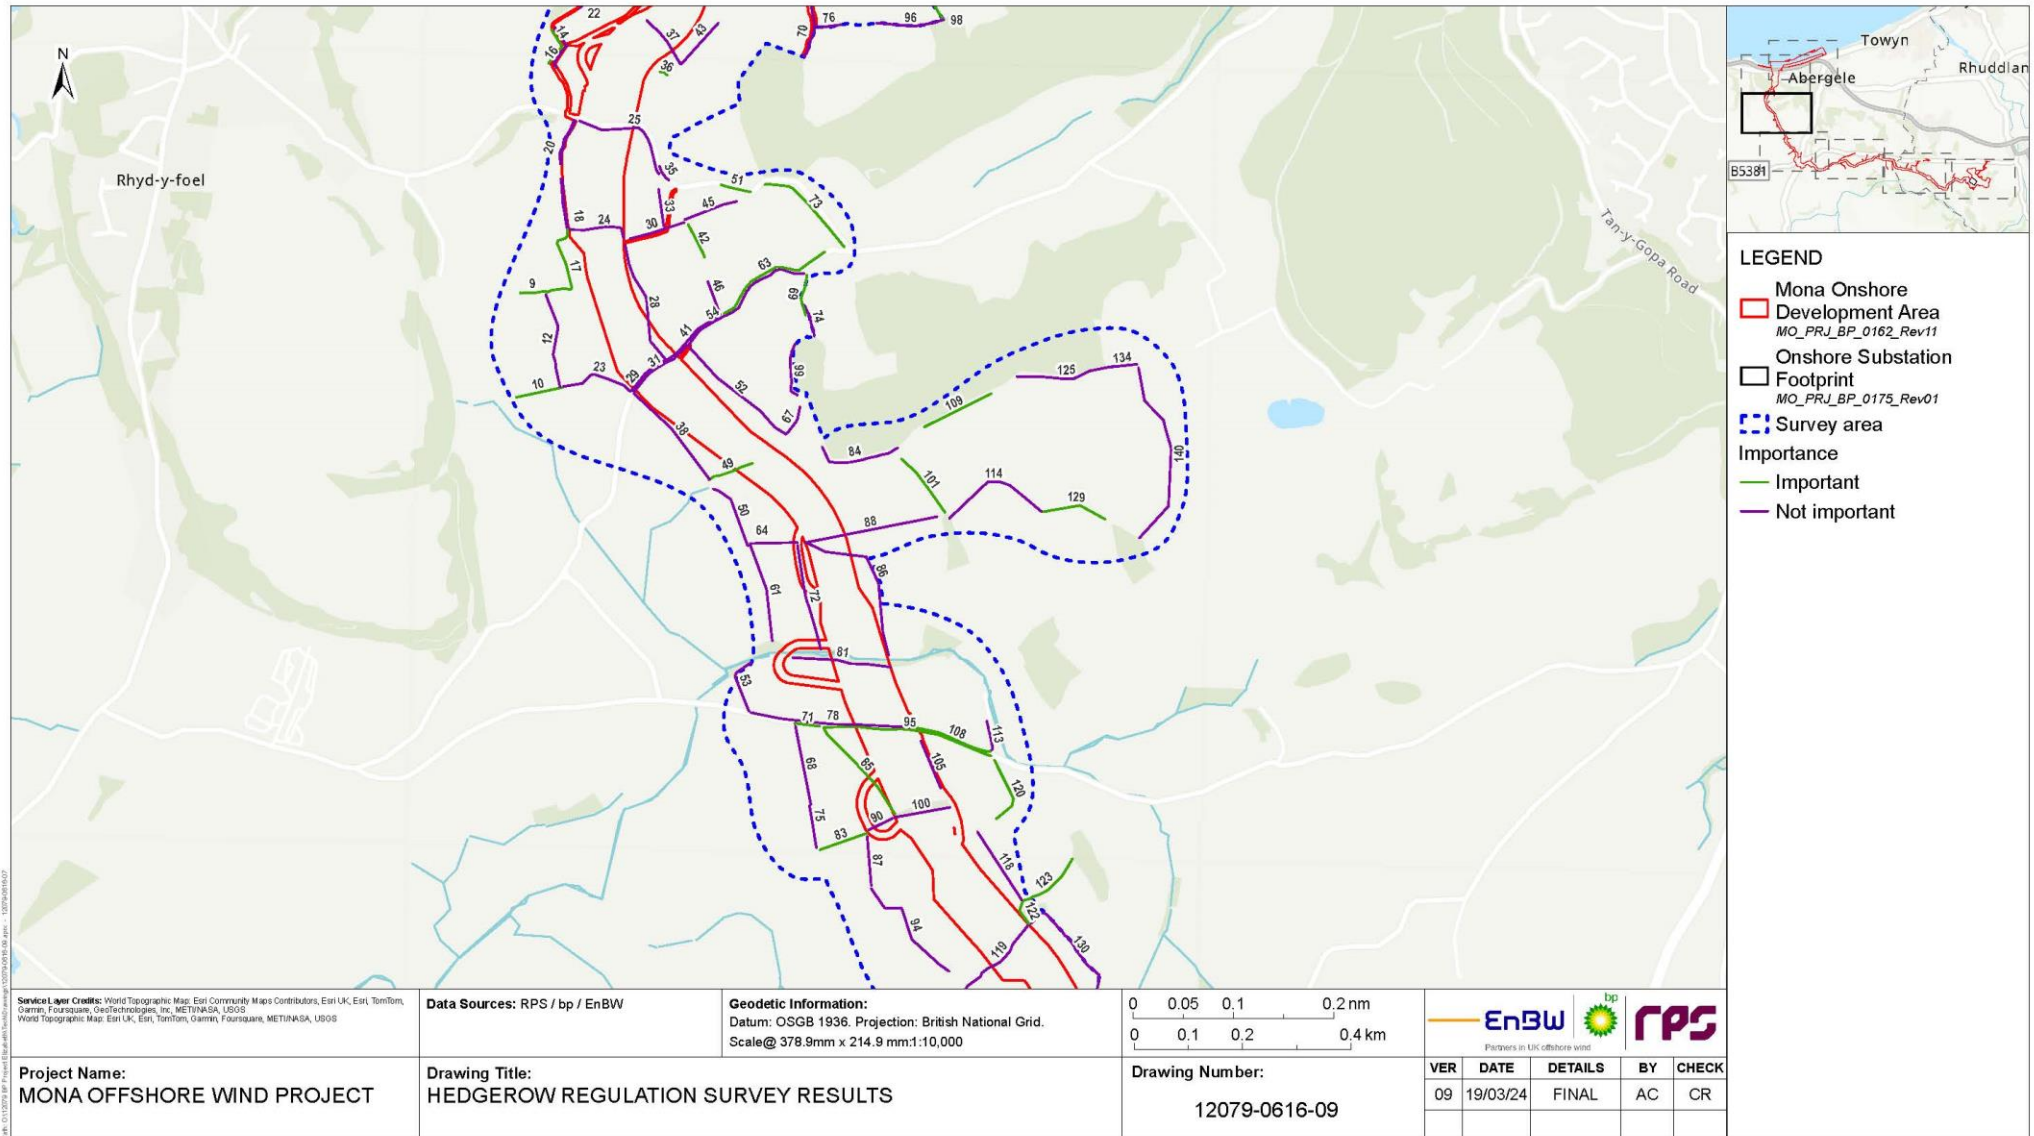 22
76
96
98
14
37
43
70
16
36
N
25
20
35
Rhyd-y-foel
51
73
33
45
18
24
30
42
17
63
9
46
69
28
54
74
12
41
31
23
29
66
10
52
67
38
125
134
109
84
140
49
101
114
129
50
88
64
86
61
72
81
53
71
78
95
108
113
68
85
105
120
75
100
90
83
87
118
123
122
94
119
130
Tan-y-Gopa Road
Towyn
Rhuddlan
Abergele
B5381
LEGEND
Mona Onshore
Development Area
MO_PRJ_BP_0162_Rev11
Onshore Substation
Footprint
MO_PRJ_BP_0175_Rev01
Survey area
Importance
Important
Not important
Service Layer Credits: World Topographic Map: Esri Community Maps Contributors, Esri UK, Esri, TomTom,
Garmin, Foursquare, GeoTechnologies, Inc, METI/NASA, USGS
World Topographic Map: Esri UK, Esri, TomTom, Garmin, Foursquare, METI/NASA, USGS
Data Sources: RPS / bp / EnBW
Geodetic Information:
Datum: OSGB 1936. Projection: British National Grid.
Scale@ 378.9mm x 214.9 mm:1:10,000
0 0.05 0.1 0.2 nm
0 0.1 0.2 0.4 km
EnBW
bp
rps
Partners in UK offshore wind
Project Name:
MONA OFFSHORE WIND PROJECT
Drawing Title:
HEDGEROW REGULATION SURVEY RESULTS
Drawing Number:
12079-0616-09
VER DATE DETAILS BY CHECK
09 19/03/24 FINAL AC CR